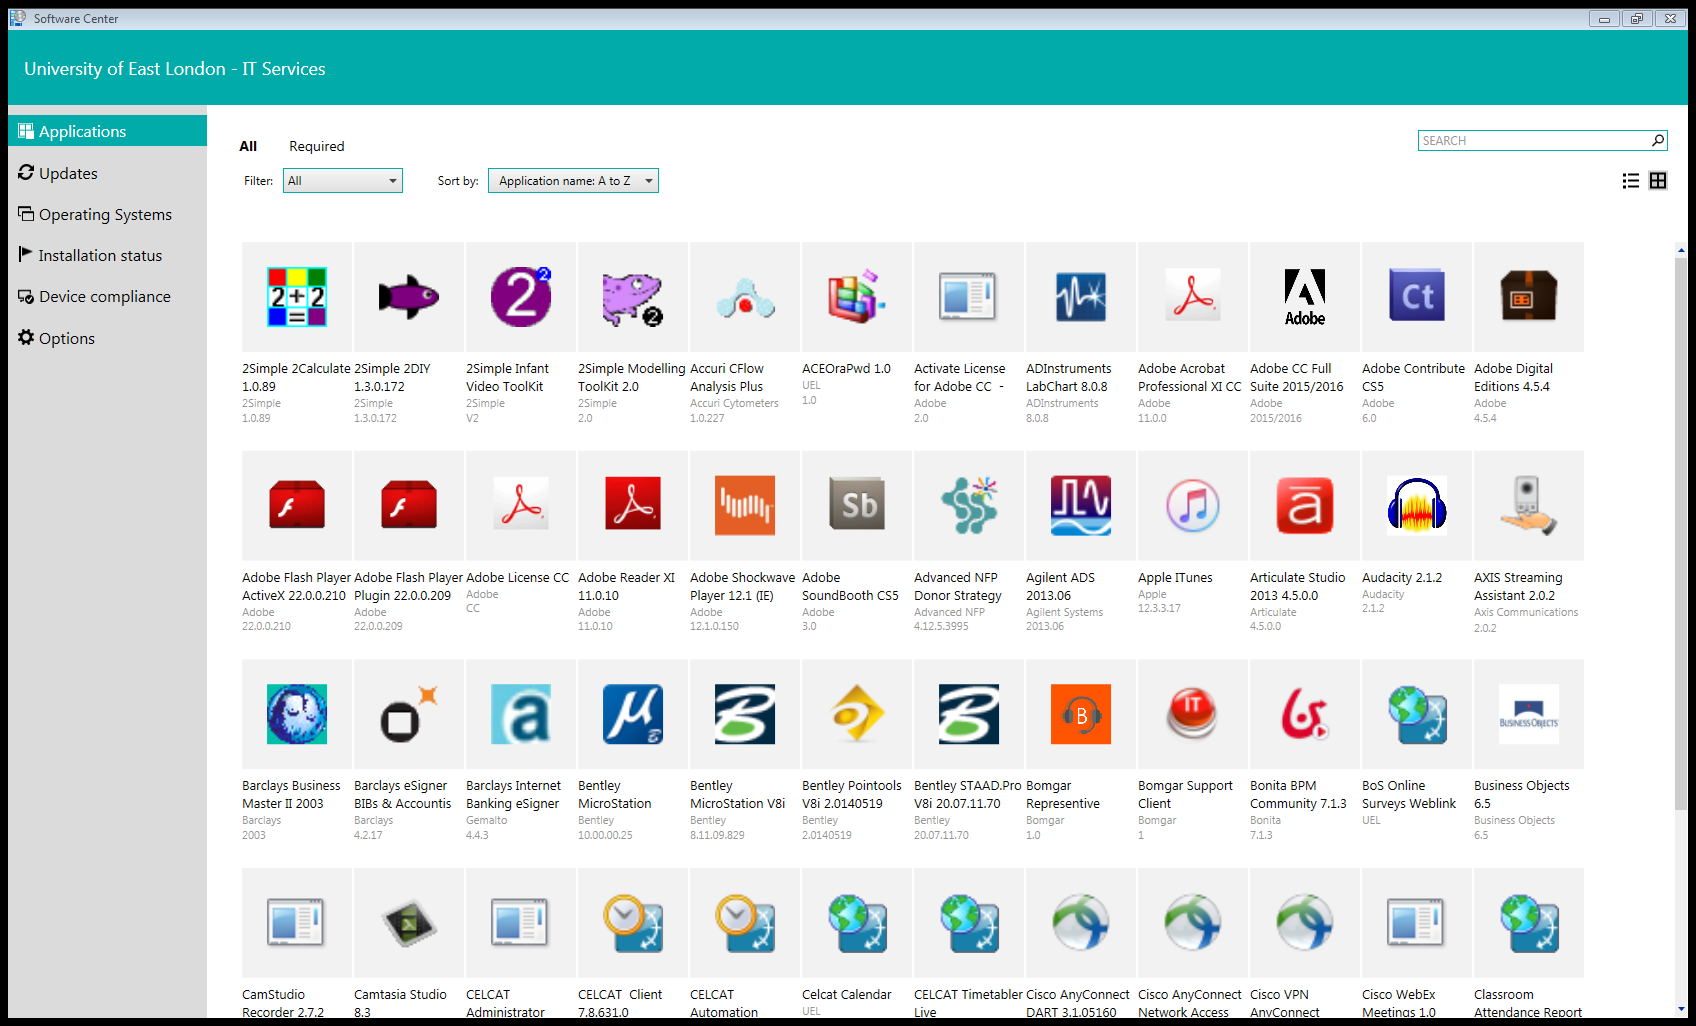 Software Center
University of East London - IT Services
Applications
Updates
Operating Systems
Installation status
Device compliance
Options
All Required
SEARCH
Filter: All Sort by: Application name: A to Z
2+2
=
2 2
2
Adobe
Ct
2Simple 2Calculate
1.0.89
2Simple
1.0.89
2Simple 2DIY
1.3.0.172
2Simple
1.3.0.172
2Simple Infant
Video ToolKit
2Simple
V2
2Simple Modelling
ToolKit 2.0
2Simple
2.0
Accuri CFlow
Analysis Plus
Accuri Cytometers
1.0.227
ACEOraPwd 1.0
UEL
1.0
Activate License
for Adobe CC -
Adobe
2.0
ADInstruments
LabChart 8.0.8
ADInstruments
8.0.8
Adobe Acrobat
Professional XI CC
Adobe
11.0.0
Adobe CC Full
Suite 2015/2016
Adobe
2015/2016
Adobe Contribute
CS5
Adobe
6.0
Adobe Digital
Editions 4.5.4
Adobe
4.5.4
Sb
a
Adobe Flash Player
ActiveX 22.0.0.210
Adobe
22.0.0.210
Adobe Flash Player
Plugin 22.0.0.209
Adobe
22.0.0.209
Adobe License CC
Adobe
CC
Adobe Reader XI
11.0.10
Adobe
11.0.10
Adobe Shockwave
Player 12.1 (IE)
Adobe
12.1.0.150
Adobe
SoundBooth CS5
Adobe
3.0
Advanced NFP
Donor Strategy
Advanced NFP
4.12.5.3995
Agilent ADS
2013.06
Agilent Systems
2013.06
Apple ITunes
Apple
12.3.3.17
Articulate Studio
2013 4.5.0.0
Articulate
4.5.0.0
Audacity 2.1.2
Audacity
2.1.2
AXIS Streaming
Assistant 2.0.2
Axis Communications
2.0.2
a
μ
B
IT
BUSINESS OBJECTS
Barclays Business
Master II 2003
Barclays
2003
Barclays eSigner
BIBs & Accountis
Barclays
4.2.17
Barclays Internet
Banking eSigner
Gemalto
4.4.3
Bentley
MicroStation
Bentley
10.00.00.25
Bentley
MicroStation V8i
Bentley
8.11.09.829
Bentley Pointools
V8i 2.0140519
Bentley
2.0140519
Bentley STAAD.Pro
V8i 20.07.11.70
Bentley
20.07.11.70
Bomgar
Representive
Bomgar
1.0
Bomgar Support
Client
Bomgar
1
Bonita BPM
Community 7.1.3
Bonita
7.1.3
BoS Online
Surveys Weblink
UEL
Business Objects
6.5
Business Objects
6.5
CamStudio
Recorder 2.7.2
Camtasia Studio
8.3
CELCAT
Administrator
CELCAT Client
7.8.631.0
CELCAT
Automation
Celcat Calendar
UEL
CELCAT Timetabler
Live
Cisco AnyConnect
DART 3.1.05160
Cisco AnyConnect
Network Access
Cisco VPN
AnyConnect
Cisco WebEx
Meetings 1.0
Classroom
Attendance Report